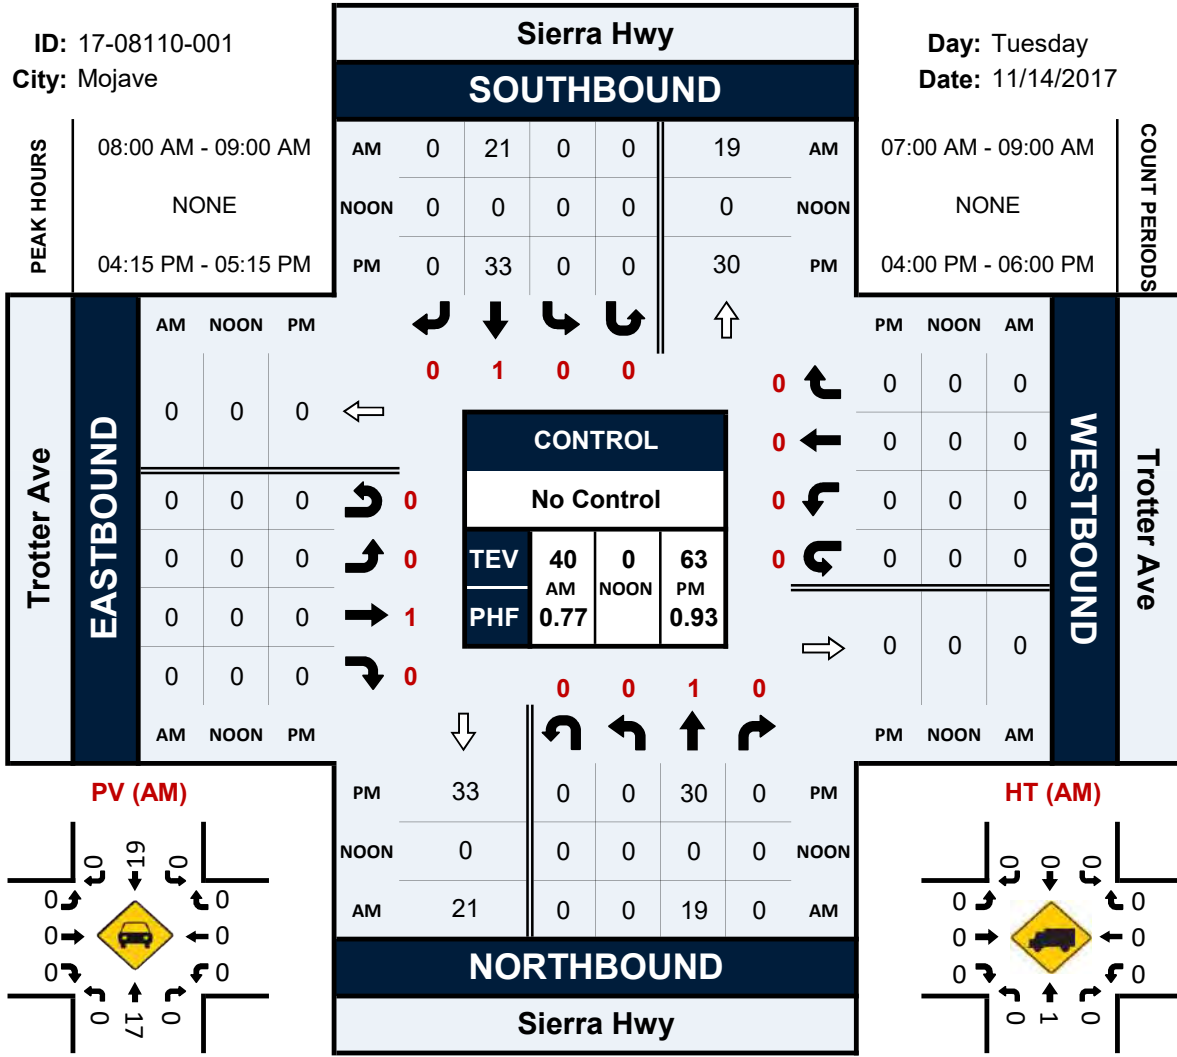 ID: 17-08110-001
City: Mojave
Sierra Hwy
SOUTHBOUND
Day: Tuesday
Date: 11/14/2017
PEAK HOURS
08:00 AM - 09:00 AM
NONE
04:15 PM - 05:15 PM
AM 0 21 0 0 19 AM
NOON 0 0 0 0 0 NOON
PM 0 33 0 0 30 PM
07:00 AM - 09:00 AM
NONE
04:00 PM - 06:00 PM
COUNT PERIODS
0 1 0 0
Trotter Ave
EASTBOUND
AM NOON PM
0 0 0
0 0 0 0
0 0 0 0
0 0 0 1
0 0 0 0
AM NOON PM
CONTROL
No Control
TEV 40 0 63
AM NOON PM
PHF 0.77 0.93
PM NOON AM
0 0 0 0
0 0 0 0
0 0 0 0
0 0 0 0
0 0 0
PM NOON AM
WESTBOUND
Trotter Ave
0 0 1 0
PM 33 0 0 30 0 PM
NOON 0 0 0 0 0 NOON
AM 21 0 0 19 0 AM
NORTHBOUND
Sierra Hwy
PV (AM)
0 19 0
0 0
0 0
0 0
0 17 0
HT (AM)
0 0 0
0 0
0 0
0 0
0 1 0